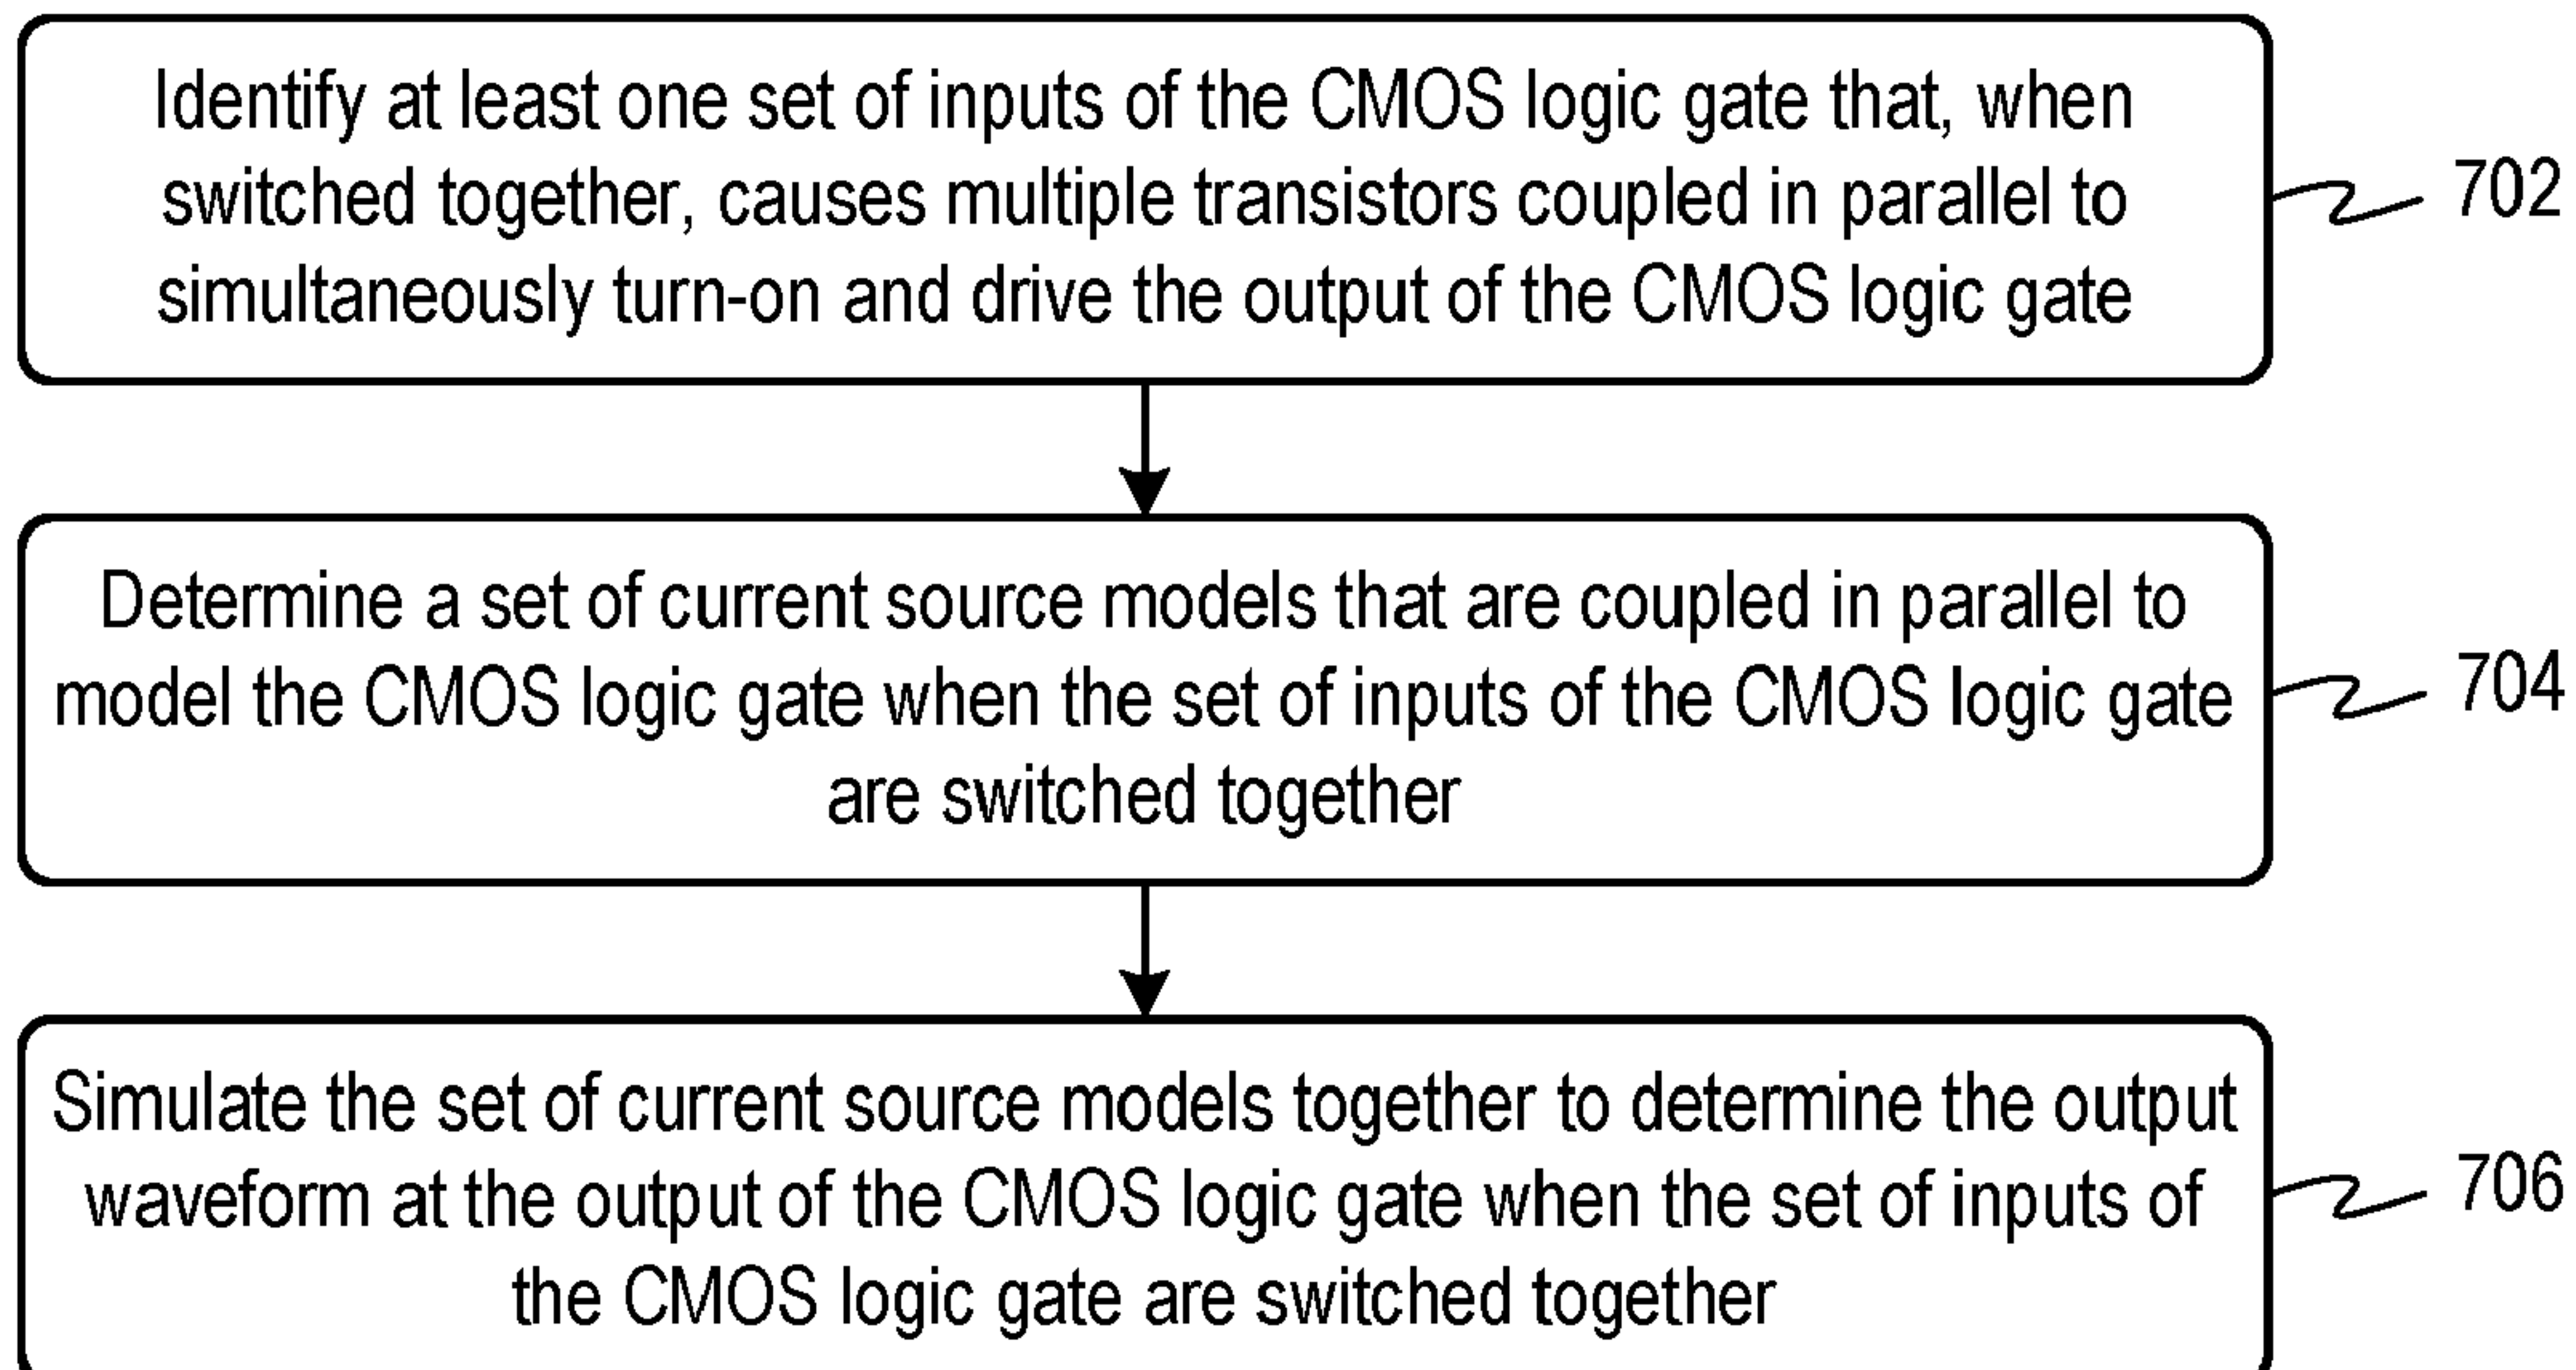 Identify at least one set of inputs of the CMOS logic gate that, when
switched together, causes multiple transistors coupled in parallel to
simultaneously turn-on and drive the output of the CMOS logic gate
702
Determine a set of current source models that are coupled in parallel to
model the CMOS logic gate when the set of inputs of the CMOS logic gate
are switched together
704
Simulate the set of current source models together to determine the output
waveform at the output of the CMOS logic gate when the set of inputs of
the CMOS logic gate are switched together
706